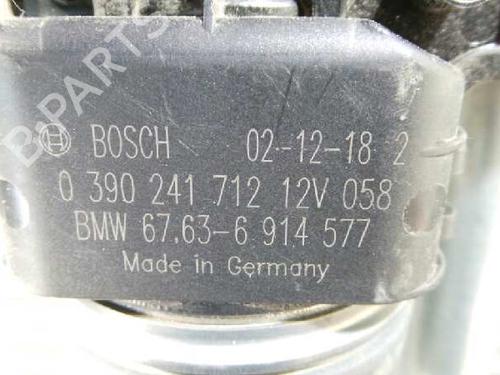 B-PARTS
BOSCH 02-12-18 2
0 390 241 712 12V 058
BMW 67.63-6 914 577
Made in Germany